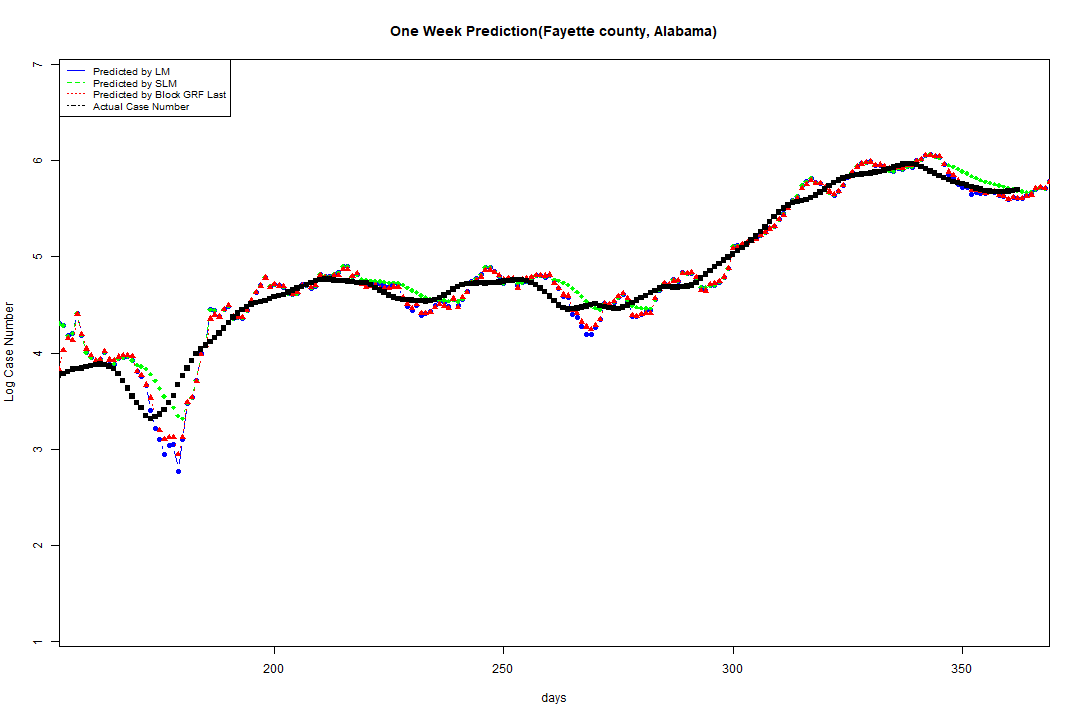 One Week Prediction(Fayette county, Alabama)
Predicted by LM
Predicted by SLM
Predicted by Block GRF Last
Actual Case Number
7
6
5
4
3
2
1
Log Case Number
200 250 300 350
days